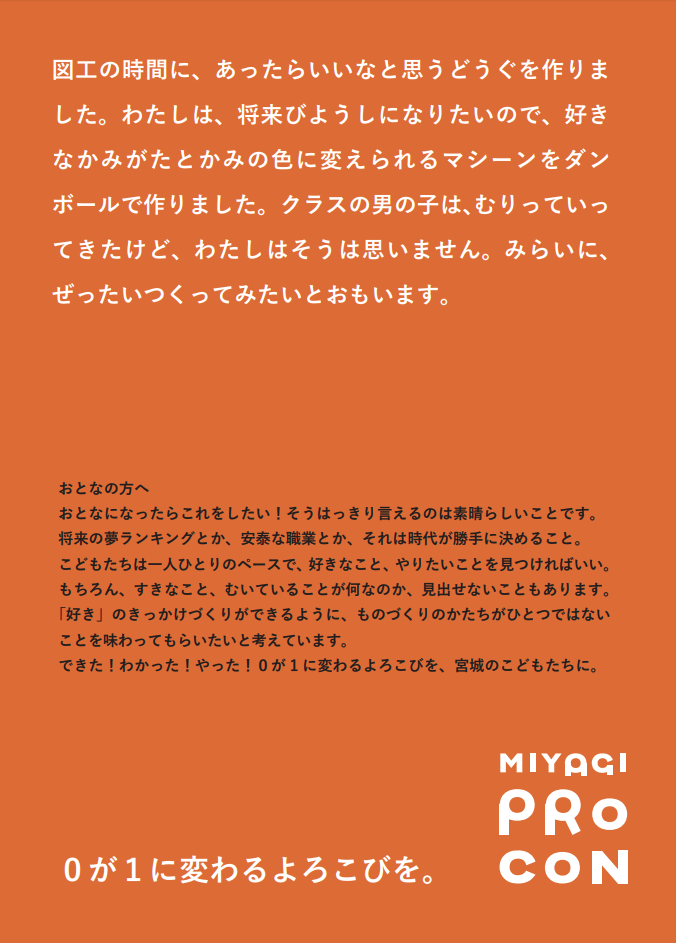 図工の時間に、あったらいいなと思うどうぐを作りま
した。わたしは、将来びようしになりたいので、好き
なかみがたとかみの色に変えられるマシーンをダン
ボールで作りました。クラスの男の子は、むりっていっ
てきたけど、わたしはそうは思いません。みらいに、
ぜったいつくってみたいとおもいます。
おとなの方へ
おとなになったらこれをしたい！そうはっきり言えるのは素晴らしいことです。
将来の夢ランキングとか、安泰な職業とか、それは時代が勝手に決めること。
こどもたちは一人ひとりのペースで、好きなこと、やりたいことを見つければいい。
もちろん、すきなこと、むいていることが何なのか、見出せないこともあります。
「好き」のきっかけづくりができるように、ものづくりのかたちがひとつではない
ことを味わってもらいたいと考えています。
できた！わかった！やった！０が１に変わるよろこびを、宮城のこどもたちに。
MIYAGI
PRO
CON
０が１に変わるよろこびを。